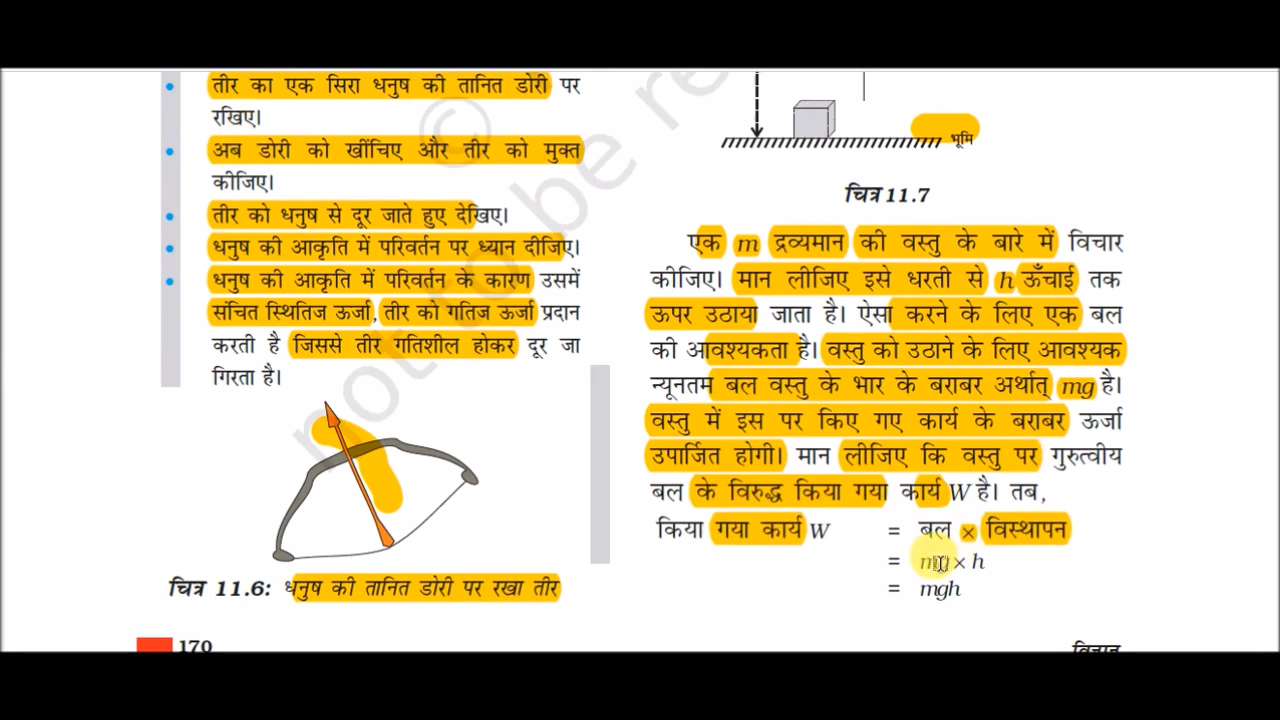 तीर का एक सिरा धनुष की तानित डोरी पर
रखिए।
अब डोरी को खींचिए और तीर को मुक्त
कीजिए।
तीर को धनुष से दूर जाते हुए देखिए।
धनुष की आकृति में परिवर्तन पर ध्यान दीजिए।
धनुष की आकृति में परिवर्तन के कारण उसमें
संचित स्थितिज ऊर्जा, तीर को गतिज ऊर्जा प्रदान
करती है जिससे तीर गतिशील होकर दूर जा
गिरता है।
चित्र 11.6: धनुष की तानित डोरी पर रखा तीर
170
भूमि
चित्र 11.7
एक m द्रव्यमान की वस्तु के बारे में विचार
कीजिए। मान लीजिए इसे धरती से h ऊँचाई तक
ऊपर उठाया जाता है। ऐसा करने के लिए एक बल
की आवश्यकता है। वस्तु को उठाने के लिए आवश्यक
न्यूनतम बल वस्तु के भार के बराबर अर्थात् mg है।
वस्तु में इस पर किए गए कार्य के बराबर ऊर्जा
उपार्जित होगी। मान लीजिए कि वस्तु पर गुरुत्वीय
बल के विरुद्ध किया गया कार्य W है। तब,
किया गया कार्य W = बल × विस्थापन
= mg × h
= mgh
विज्ञान
© not to be re